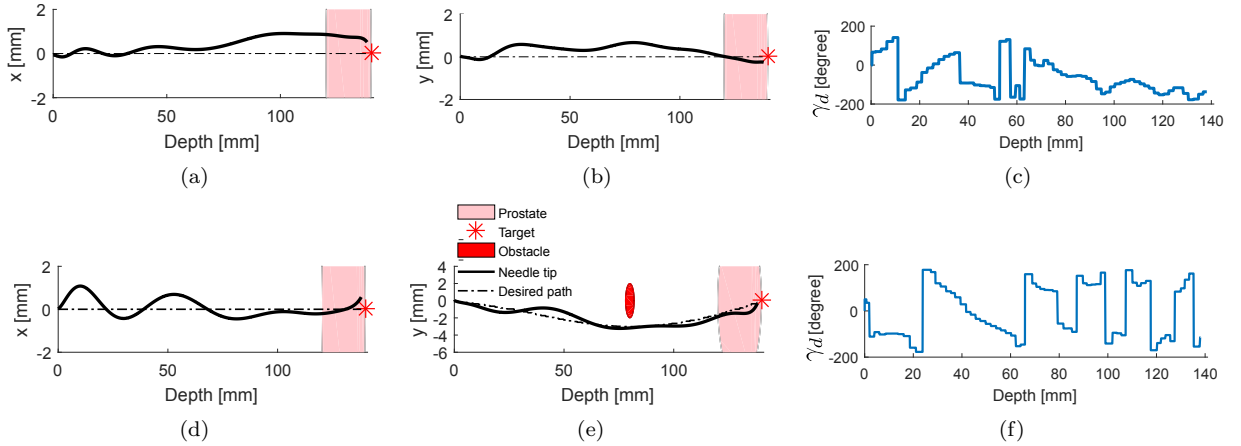 2
0
-2
x [mm]
0 50 100
Depth [mm]
(a)
2
0
-2
y [mm]
0 50 100
Depth [mm]
(b)
200
0
-200
γd [degree]
0 20 40 60 80 100 120 140
Depth [mm]
(c)
2
0
-2
x [mm]
0 50 100
Depth [mm]
(d)
Prostate
Target
Obstacle
Needle tip
Desired path
4
2
0
-2
-4
-6
y [mm]
0 50 100
Depth [mm]
(e)
200
0
-200
γd [degree]
0 20 40 60 80 100 120 140
Depth [mm]
(f)